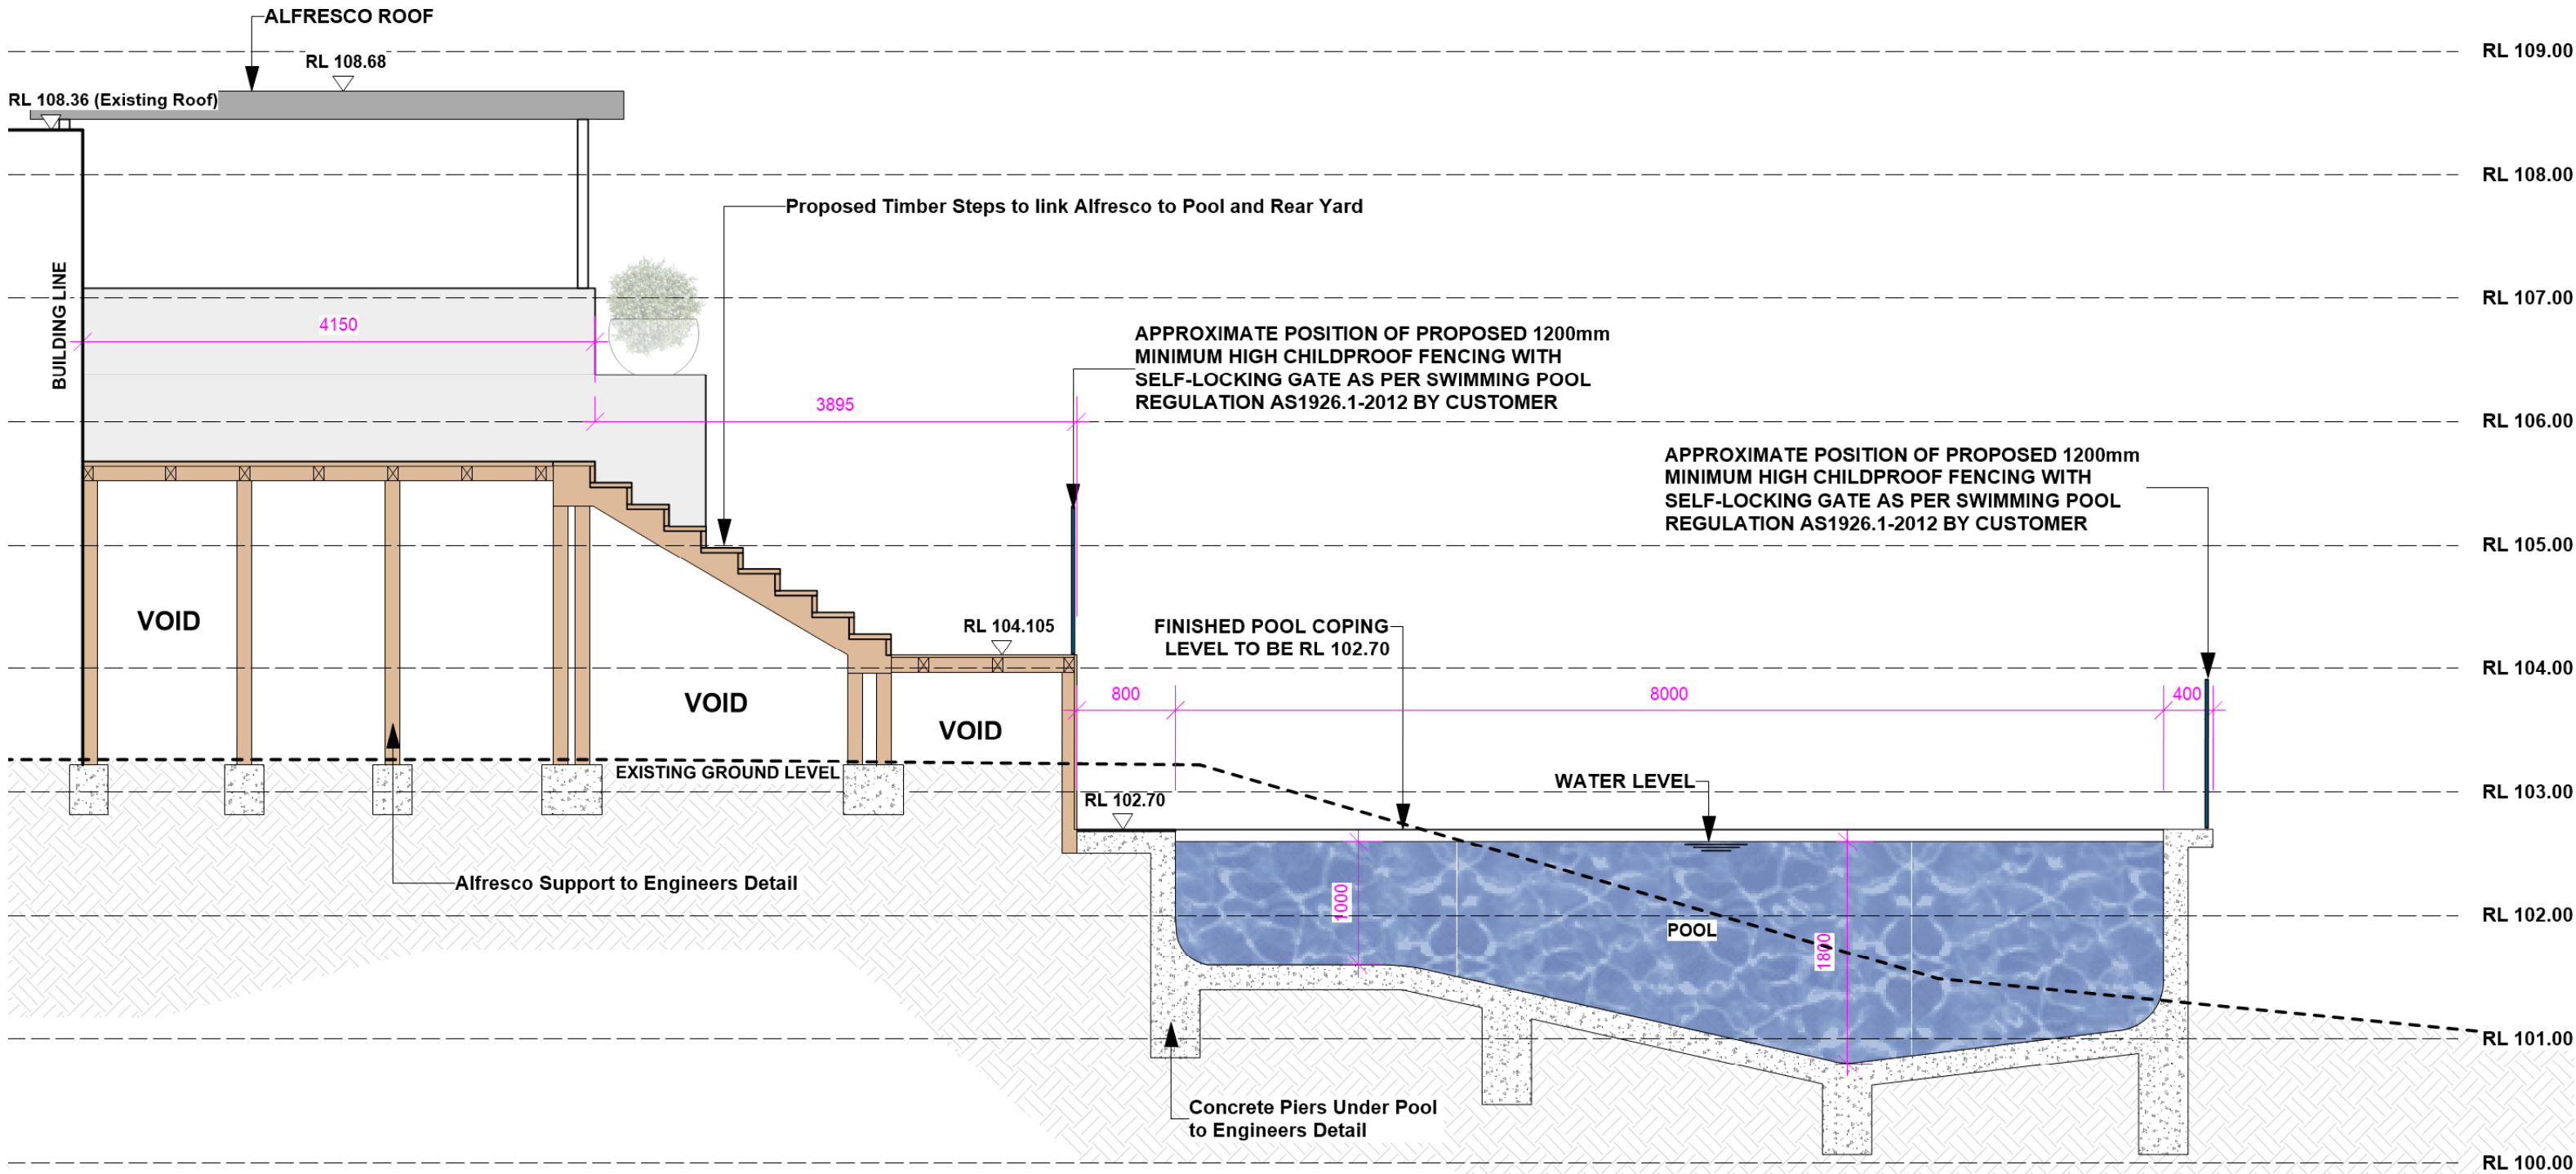 ALFRESCO ROOF
RL 109.00
RL 108.68
RL 108.36 (Existing Roof)
RL 108.00
Proposed Timber Steps to link Alfresco to Pool and Rear Yard
BUILDING LINE
RL 107.00
4150
APPROXIMATE POSITION OF PROPOSED 1200mm
MINIMUM HIGH CHILDPROOF FENCING WITH
SELF-LOCKING GATE AS PER SWIMMING POOL
REGULATION AS1926.1-2012 BY CUSTOMER
3895
RL 106.00
APPROXIMATE POSITION OF PROPOSED 1200mm
MINIMUM HIGH CHILDPROOF FENCING WITH
SELF-LOCKING GATE AS PER SWIMMING POOL
REGULATION AS1926.1-2012 BY CUSTOMER
RL 105.00
VOID
RL 104.105
FINISHED POOL COPING
LEVEL TO BE RL 102.70
RL 104.00
800
8000
400
VOID
VOID
EXISTING GROUND LEVEL
WATER LEVEL
RL 103.00
RL 102.70
Alfresco Support to Engineers Detail
1000
RL 102.00
POOL
1800
RL 101.00
Concrete Piers Under Pool
to Engineers Detail
RL 100.00